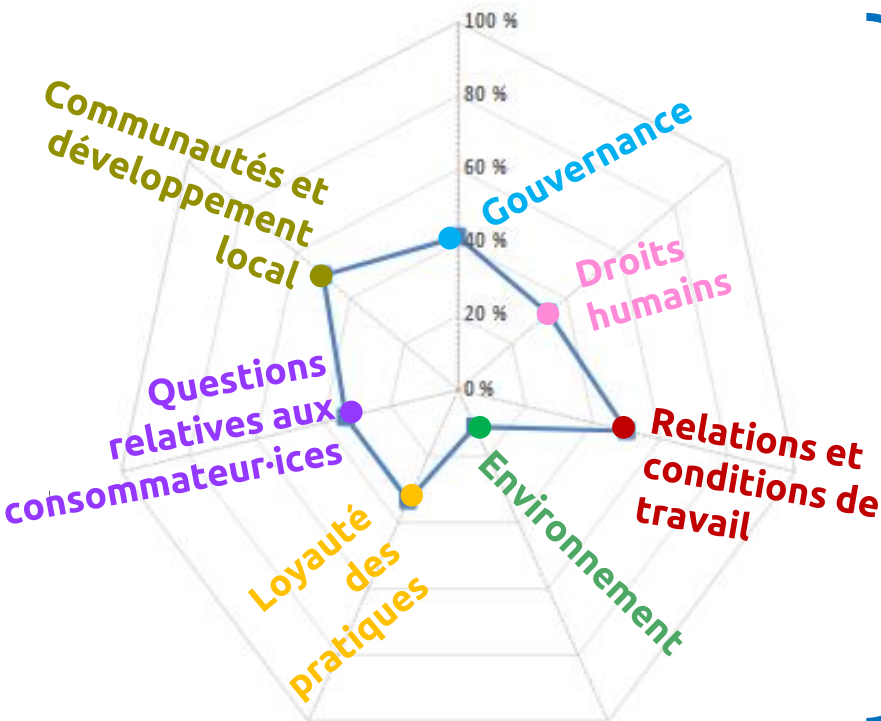 100 %
80 %
60 %
40 %
20 %
0 %
Gouvernance
Droits
humains
Relations et
conditions de
travail
Environnement
Loyauté
des
pratiques
Questions
relatives aux
consommateur·ices
Communautés et
développement
local